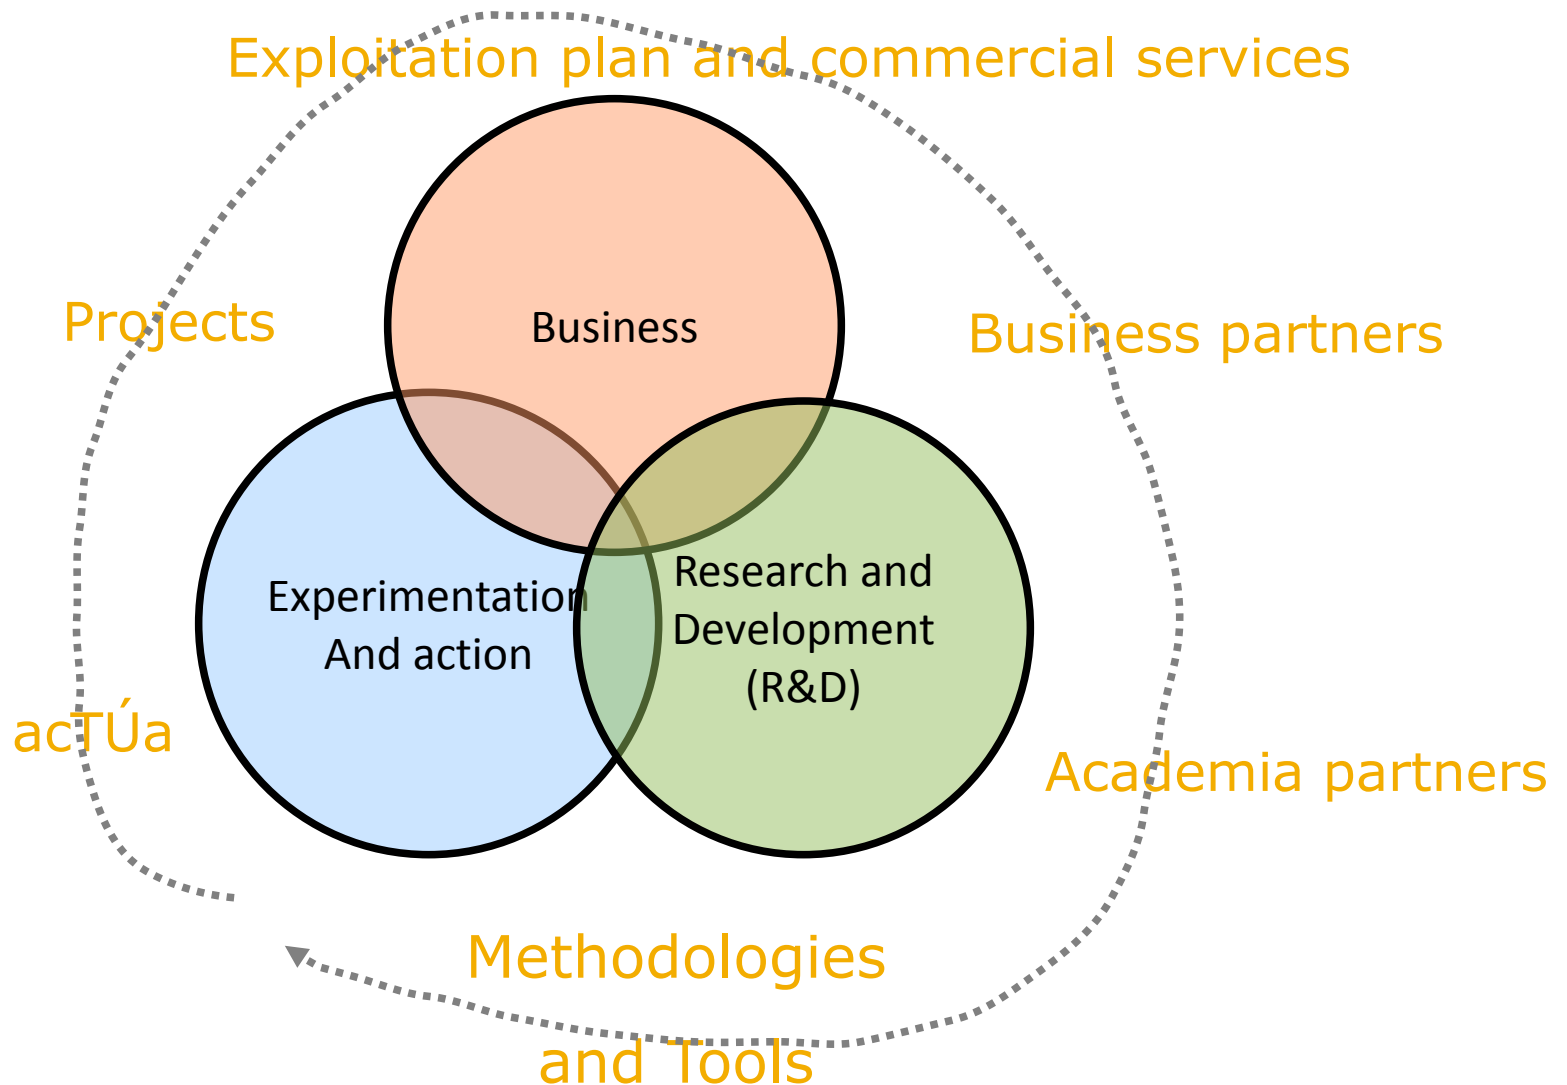 Exploitation plan and commercial services
Projects
Business
Business partners
Experimentation
And action
Research and
Development
(R&D)
acTÚa
Academia partners
Methodologies
and Tools